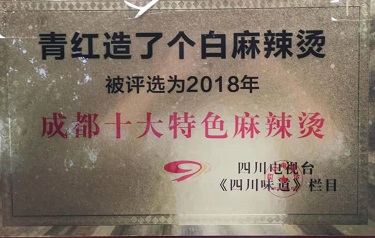 青红造了个白麻辣烫
被评选为2018年
成都十大特色麻辣烫
四川电视台
《四川味道》栏目